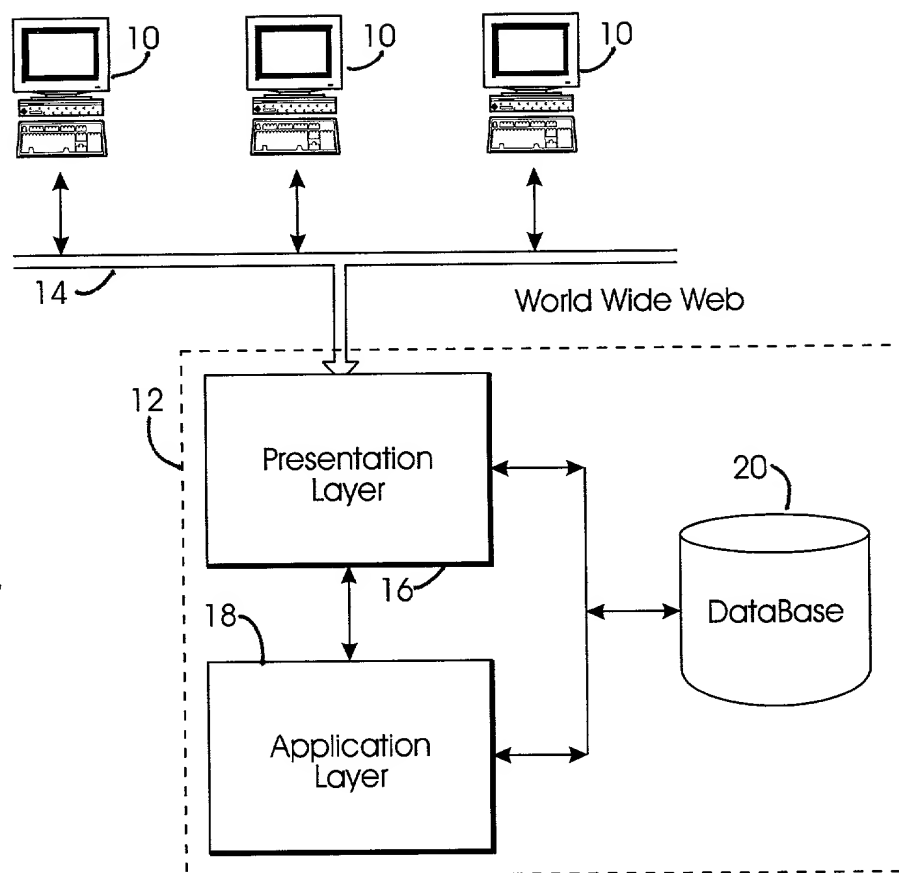 10
10
10
14
World Wide Web
12
Presentation
Layer
20
16
DataBase
18
Application
Layer